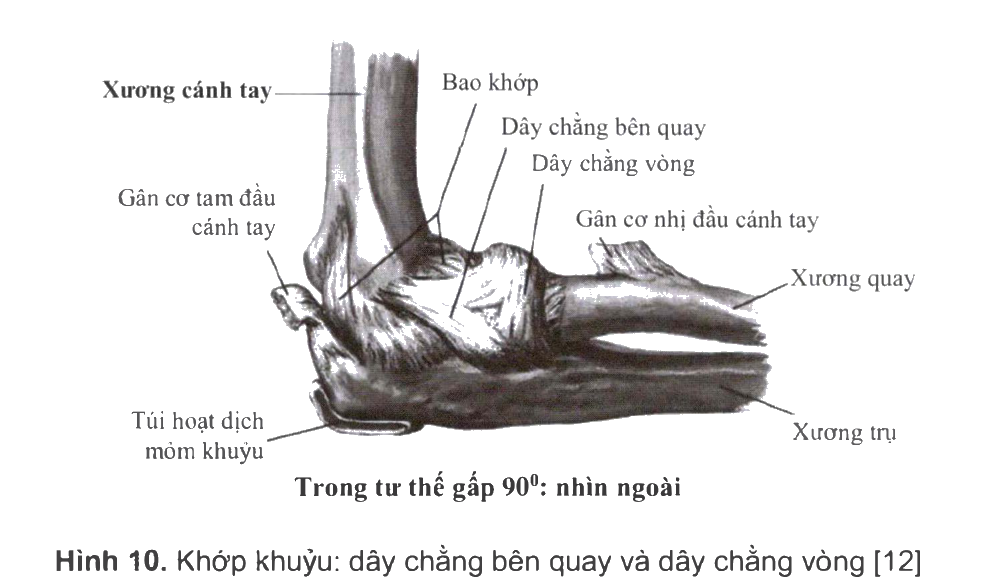 Xương cánh tay
Bao khớp
Dây chằng bên quay
Dây chằng vòng
Gân cơ tam đầu
cánh tay
Gân cơ nhị đầu cánh tay
Xương quay
Túi hoạt dịch
mỏm khuỷu
Xương trụ
Trong tư thế gấp 90⁰: nhìn ngoài
Hình 10. Khớp khuỷu: dây chằng bên quay và dây chằng vòng [12]